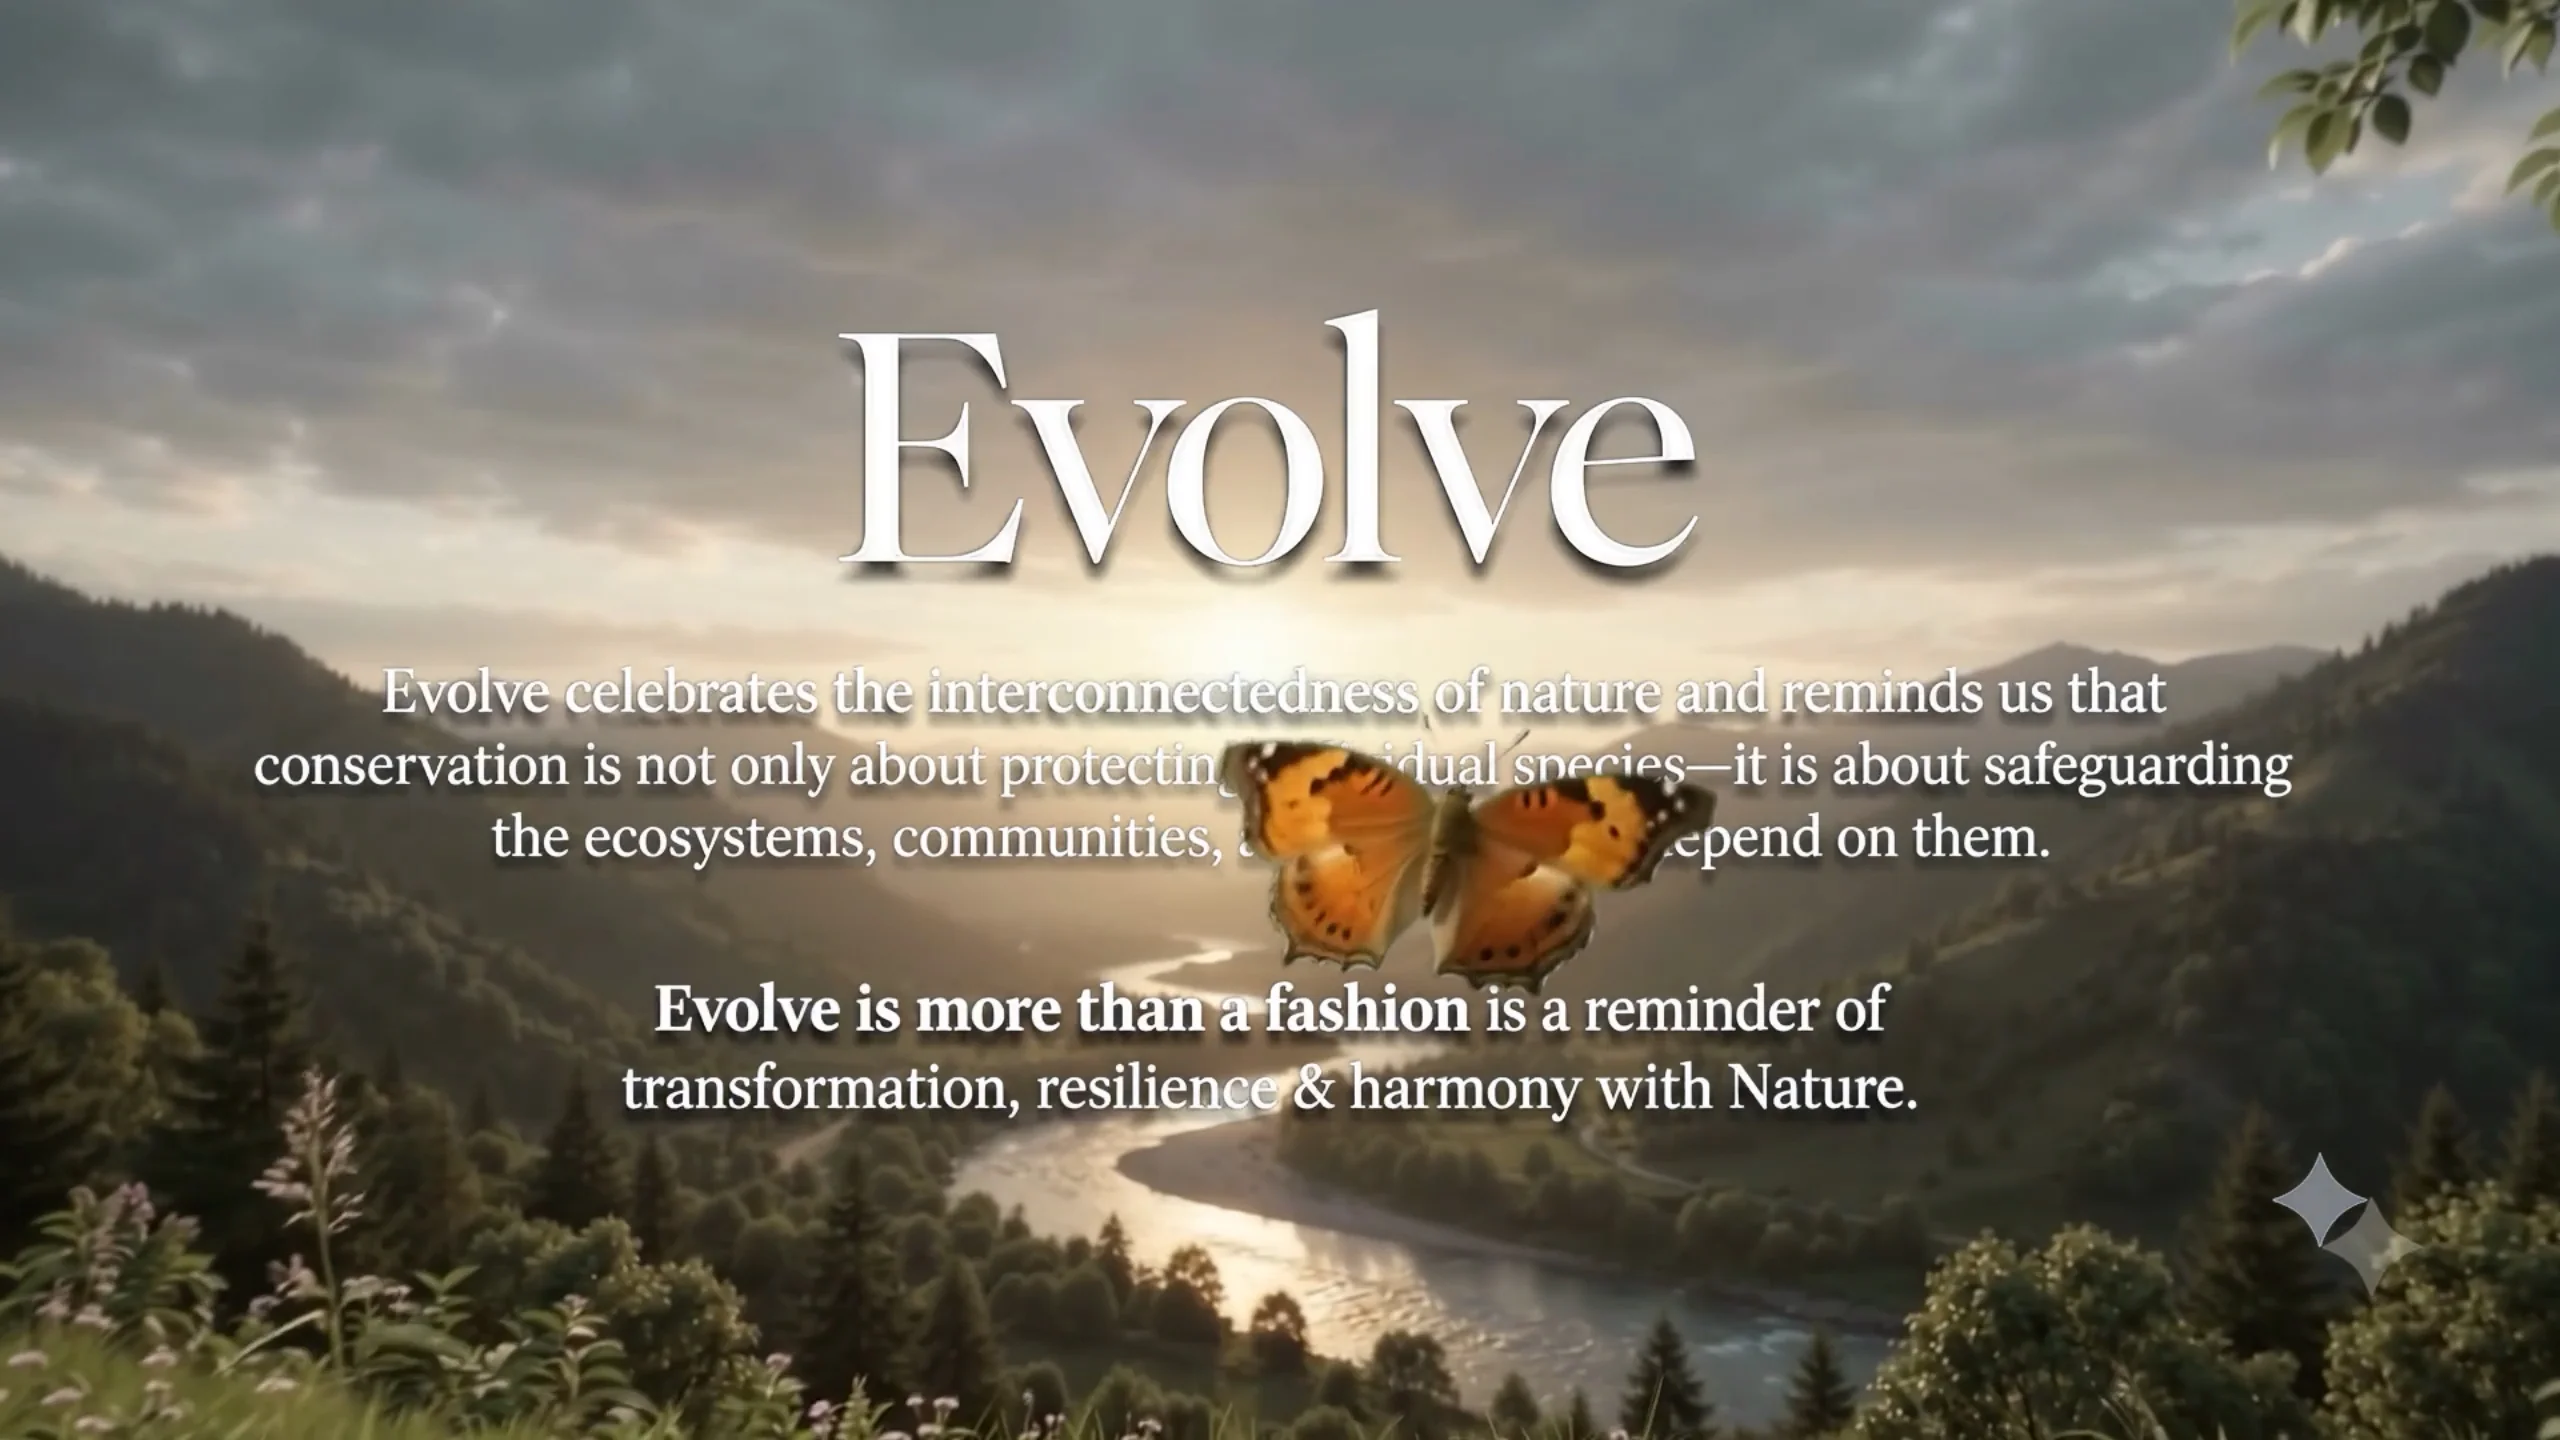 Evolve
Evolve celebrates the interconnectedness of nature and reminds us that
conservation is not only about protecting species—it is about safeguarding
the ecosystems, communities, on them.
Evolve is more than a fashion is a reminder of
transformation, resilience & harmony with Nature.